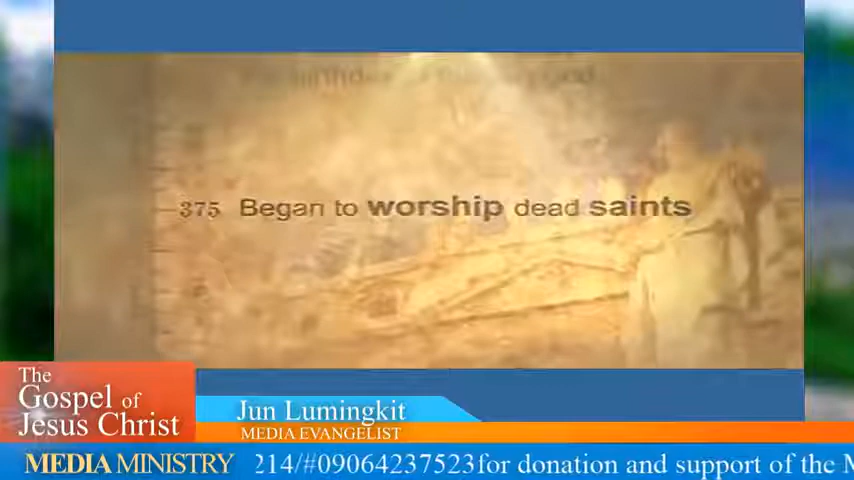 375 Began to worship dead saints
The
Gospel of
Jesus Christ
Jun Lumingkit
MEDIA EVANGELIST
MEDIA MINISTRY
214/#09064237523for donation and support of the M